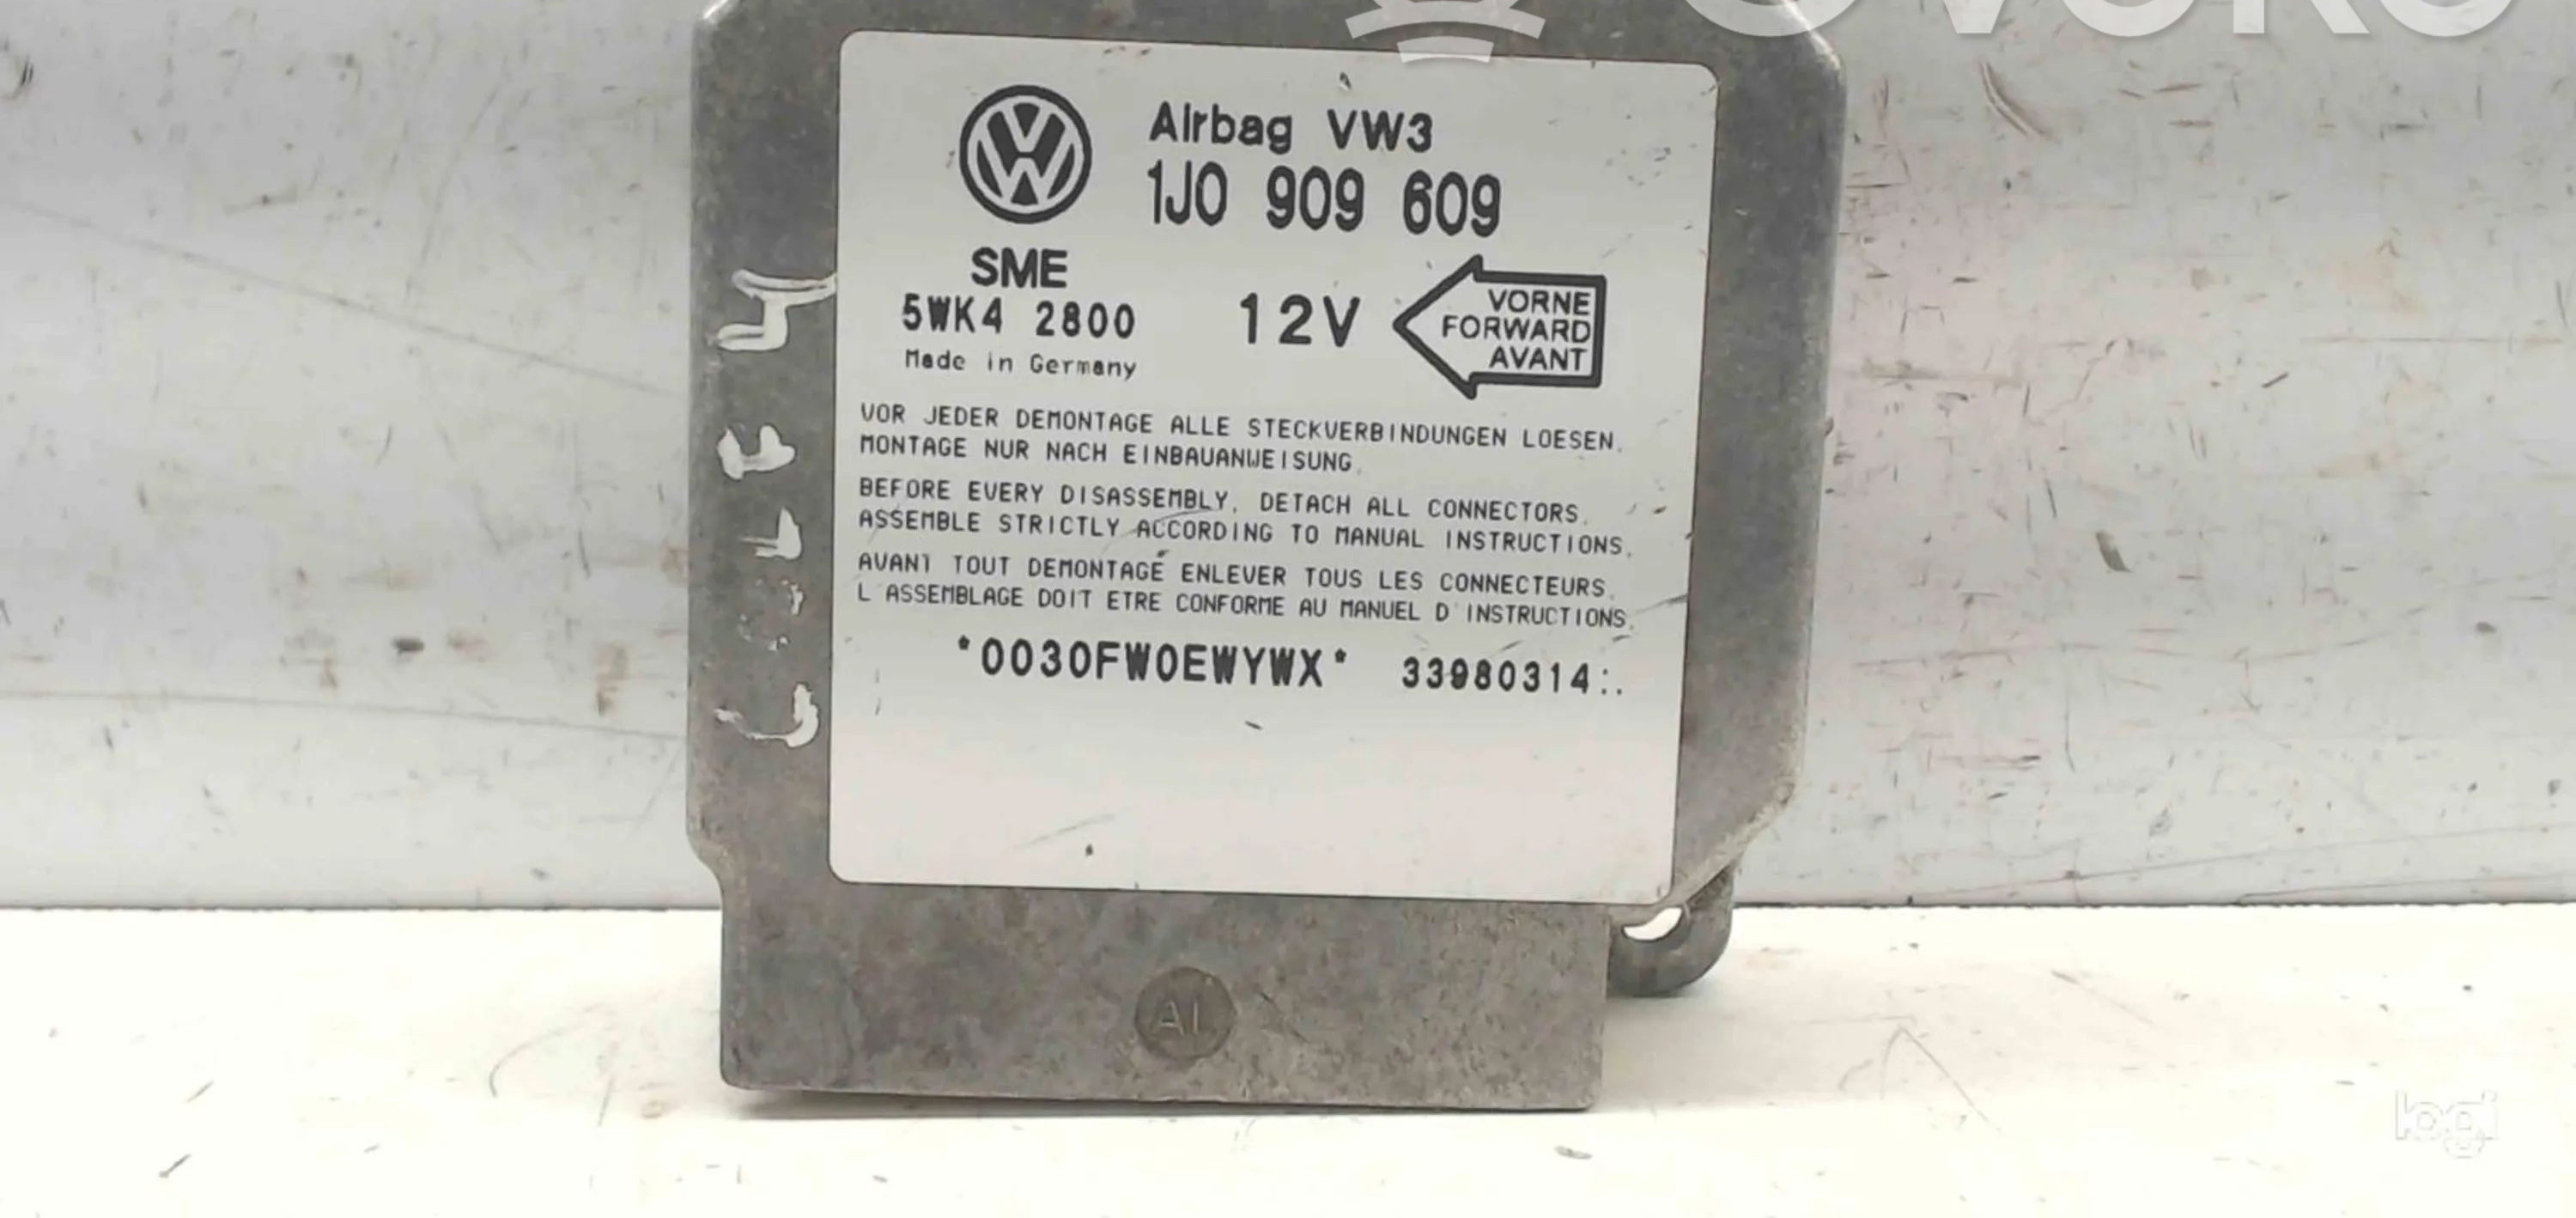 OVOKO
Airbag VW3
1J0 909 609
SME
5WK4 2800
Made in Germany
12V
VORNE
FORWARD
AVANT
VOR JEDER DEMONTAGE ALLE STECKVERBINDUNGEN LOESEN.
MONTAGE NUR NACH EINBAUANWEISUNG.
BEFORE EVERY DISASSEMBLY, DETACH ALL CONNECTORS.
ASSEMBLE STRICTLY ACCORDING TO MANUAL INSTRUCTIONS.
AVANT TOUT DEMONTAGE ENLEVER TOUS LES CONNECTEURS.
L ASSEMBLAGE DOIT ETRE CONFORME AU MANUEL D'INSTRUCTIONS.
*0030FW0EWYWX* 33980314:.
logi